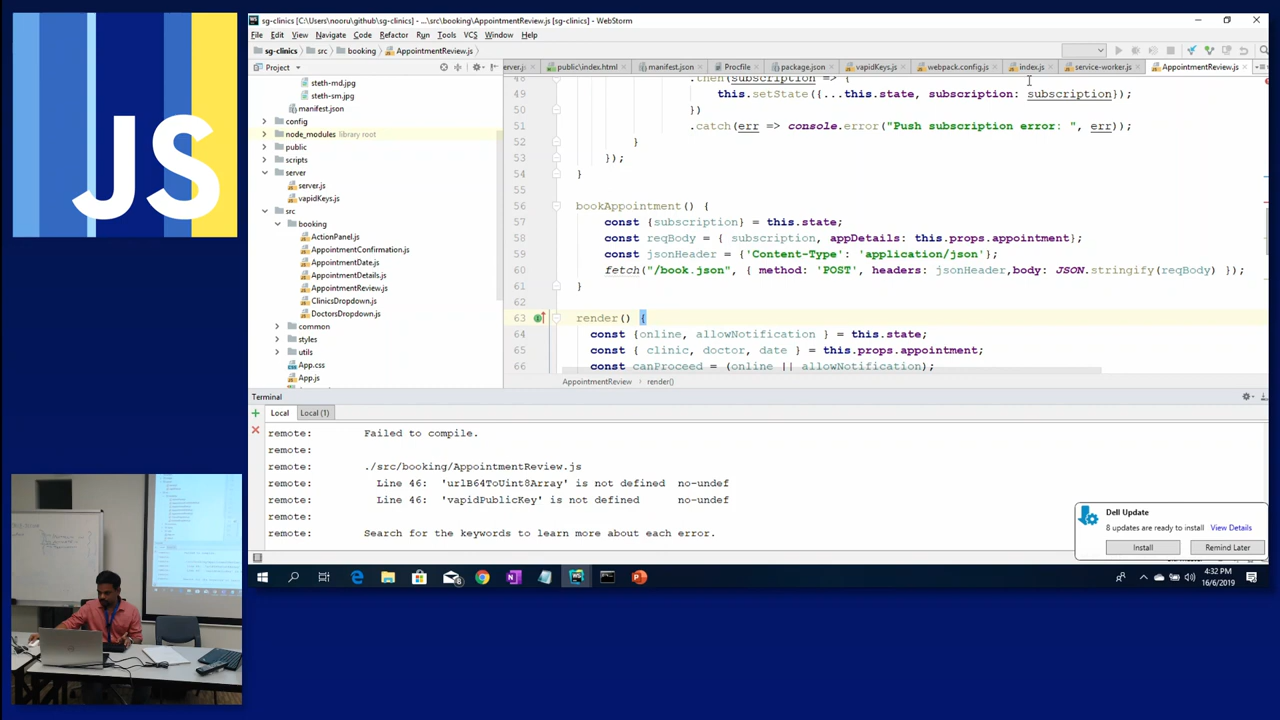 JS
sg-clinics [C:\Users\nooru\github\sg-clinics] - ...\src\booking\AppointmentReview.js [sg-clinics] - WebStorm
File Edit View Navigate Code Refactor Run Tools VCS Window Help
sg-clinics src booking AppointmentReview.js
Project
erver.js public\index.html manifest.json Procfile package.json vapidKeys.js webpack.config.js index.js service-worker.js AppointmentReview.js
steth-md.jpg
steth-sm.jpg
manifest.json
config
node_modules library root
public
scripts
server
server.js
vapidKeys.js
src
booking
ActionPanel.js
AppointmentConfirmation.js
AppointmentDate.js
AppointmentDetails.js
AppointmentReview.js
ClinicsDropdown.js
DoctorsDropdown.js
common
styles
utils
App.css
App.js
48 .then(subscription => {
49 this.setState({...this.state, subscription: subscription});
50 })
51 .catch(err => console.error("Push subscription error: ", err));
52 }
53 });
54 }
55
56 bookAppointment() {
57 const {subscription} = this.state;
58 const reqBody = { subscription, appDetails: this.props.appointment};
59 const jsonHeader = {'Content-Type': 'application/json'};
60 fetch("/book.json", { method: 'POST', headers: jsonHeader,body: JSON.stringify(reqBody) });
61 }
62
63 render() {
64 const {online, allowNotification } = this.state;
65 const { clinic, doctor, date } = this.props.appointment;
66 const canProceed = (online || allowNotification);
AppointmentReview render()
Terminal
Local Local (1)
remote: Failed to compile.
remote:
remote: ./src/booking/AppointmentReview.js
remote: Line 46: 'urlB64ToUint8Array' is not defined no-undef
remote: Line 46: 'vapidPublicKey' is not defined no-undef
remote:
remote: Search for the keywords to learn more about each error.
Dell Update
8 updates are ready to install View Details
Install Remind Later
4:32 PM
16/6/2019